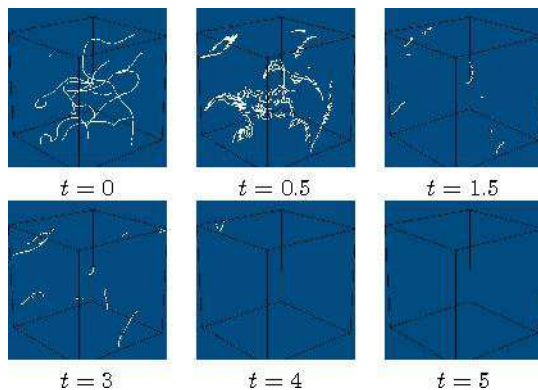 t = 0
t = 0.5
t = 1.5
t = 3
t = 4
t = 5